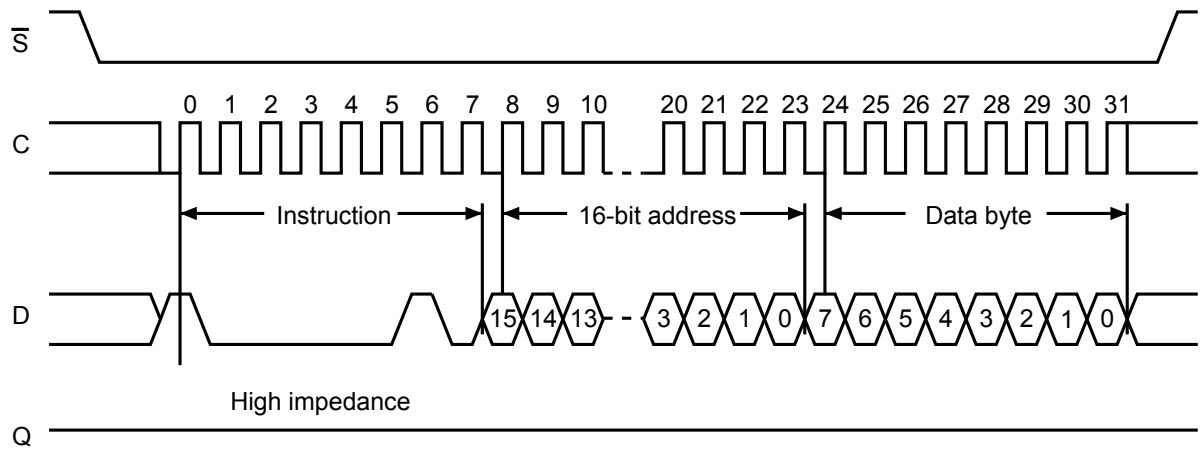 S̅
0 1 2 3 4 5 6 7 8 9 10 20 21 22 23 24 25 26 27 28 29 30 31
C
Instruction 16-bit address Data byte
D 15 14 13 3 2 1 0 7 6 5 4 3 2 1 0
High impedance
Q